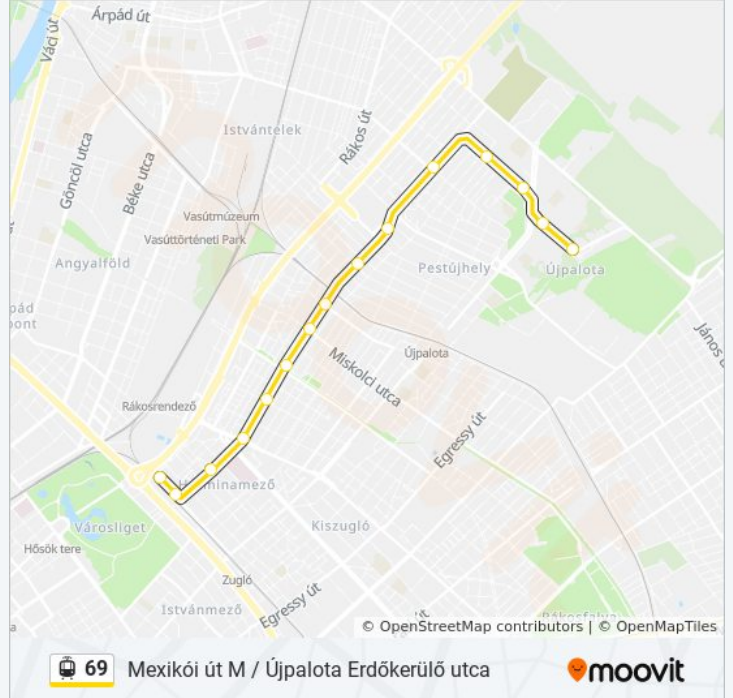 Árpád út
Váci út
Istvántelek
Rákos út
Göncöl utca
Béke utca
Vasútmúzeum
Vasúttörténeti Park
Angyalföld
Pestújhely
Újpalota
pád
pont
János u
Újpalota
Miskolci utca
Rákosrendező
Egressy út
Herminamező
Városliget
Kiszugló
Hősök tere
Zugló
Egressy út
Istvánmező
Rákosfalva
út
a
© OpenStreetMap contributors | © OpenMapTiles
69 Mexikói út M / Újpalota Erdőkerülő utca
moovit